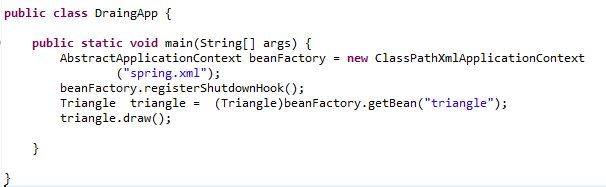 public class DraingApp {
public static void main(String[] args) {
AbstractApplicationContext beanFactory = new ClassPathXmlApplicationContext
("spring.xml");
beanFactory.registerShutdownHook();
Triangle  triangle =  (Triangle)beanFactory.getBean("triangle");
triangle.draw();
}
}